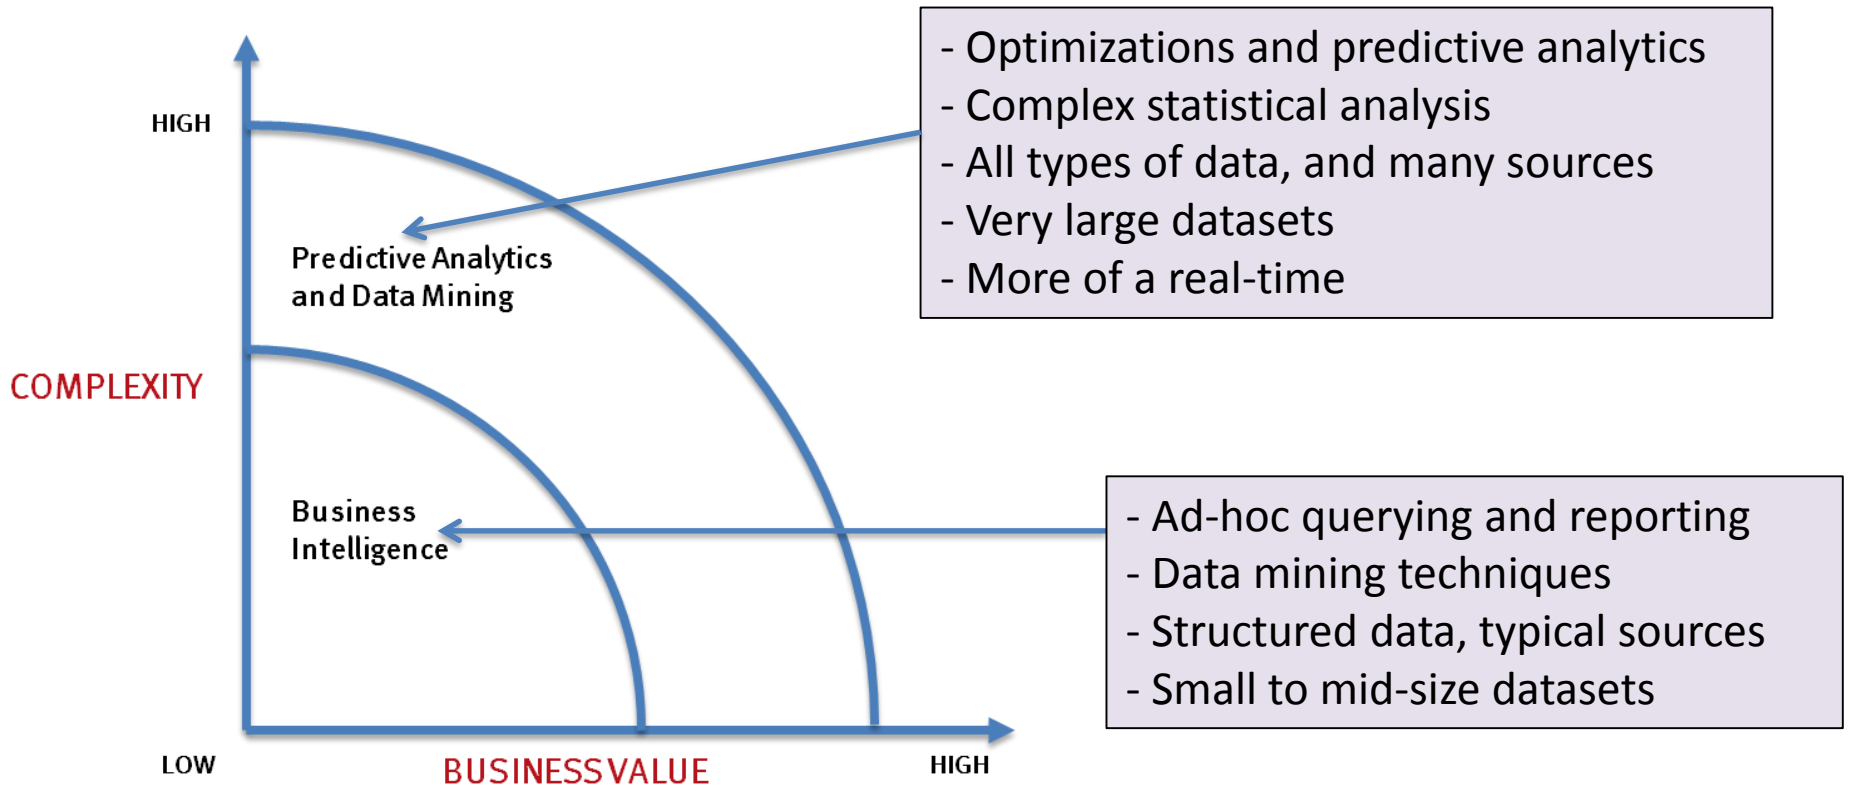 - Optimizations and predictive analytics
- Complex statistical analysis
- All types of data, and many sources
- Very large datasets
- More of a real-time
HIGH
Predictive Analytics
and Data Mining
COMPLEXITY
Business
Intelligence
- Ad-hoc querying and reporting
- Data mining techniques
- Structured data, typical sources
- Small to mid-size datasets
LOW
BUSINESS VALUE
HIGH